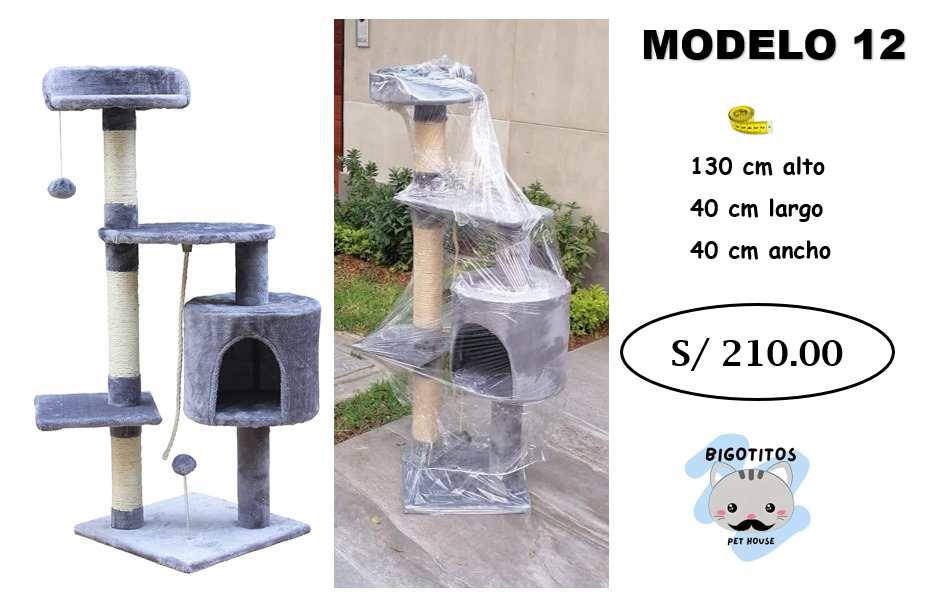 MODELO 12
130 cm alto
40 cm largo
40 cm ancho
S/ 210.00
BIGOTITOS
PET HOUSE